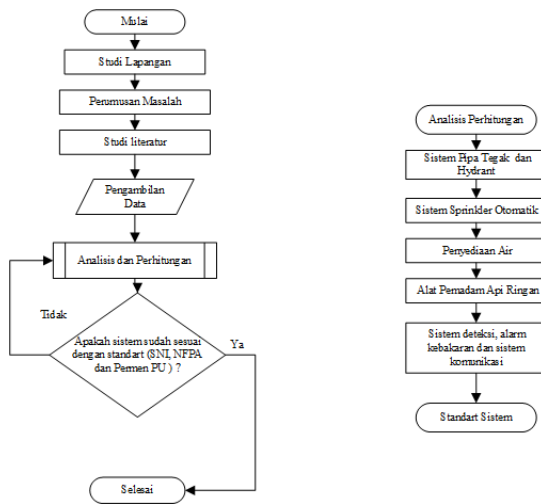 Mulai
Studi Lapangan
Perumusan Masalah
Studi literatur
Pengambilan
Data
Analisis dan Perhitungan
Tidak
Apakah sistem sudah sesuai
dengan standart (SNI, NFPA
dan Permen PU ) ?
Ya
Selesai
Analisis Perhitungan
Sistem Pipa Tegak dan
Hydrant
Sistem Sprinkler Otomatik
Penyediaan Air
Alat Pemadam Api Ringan
Sistem deteksi, alarm
kebakaran dan sistem
komunikasi
Standart Sistem